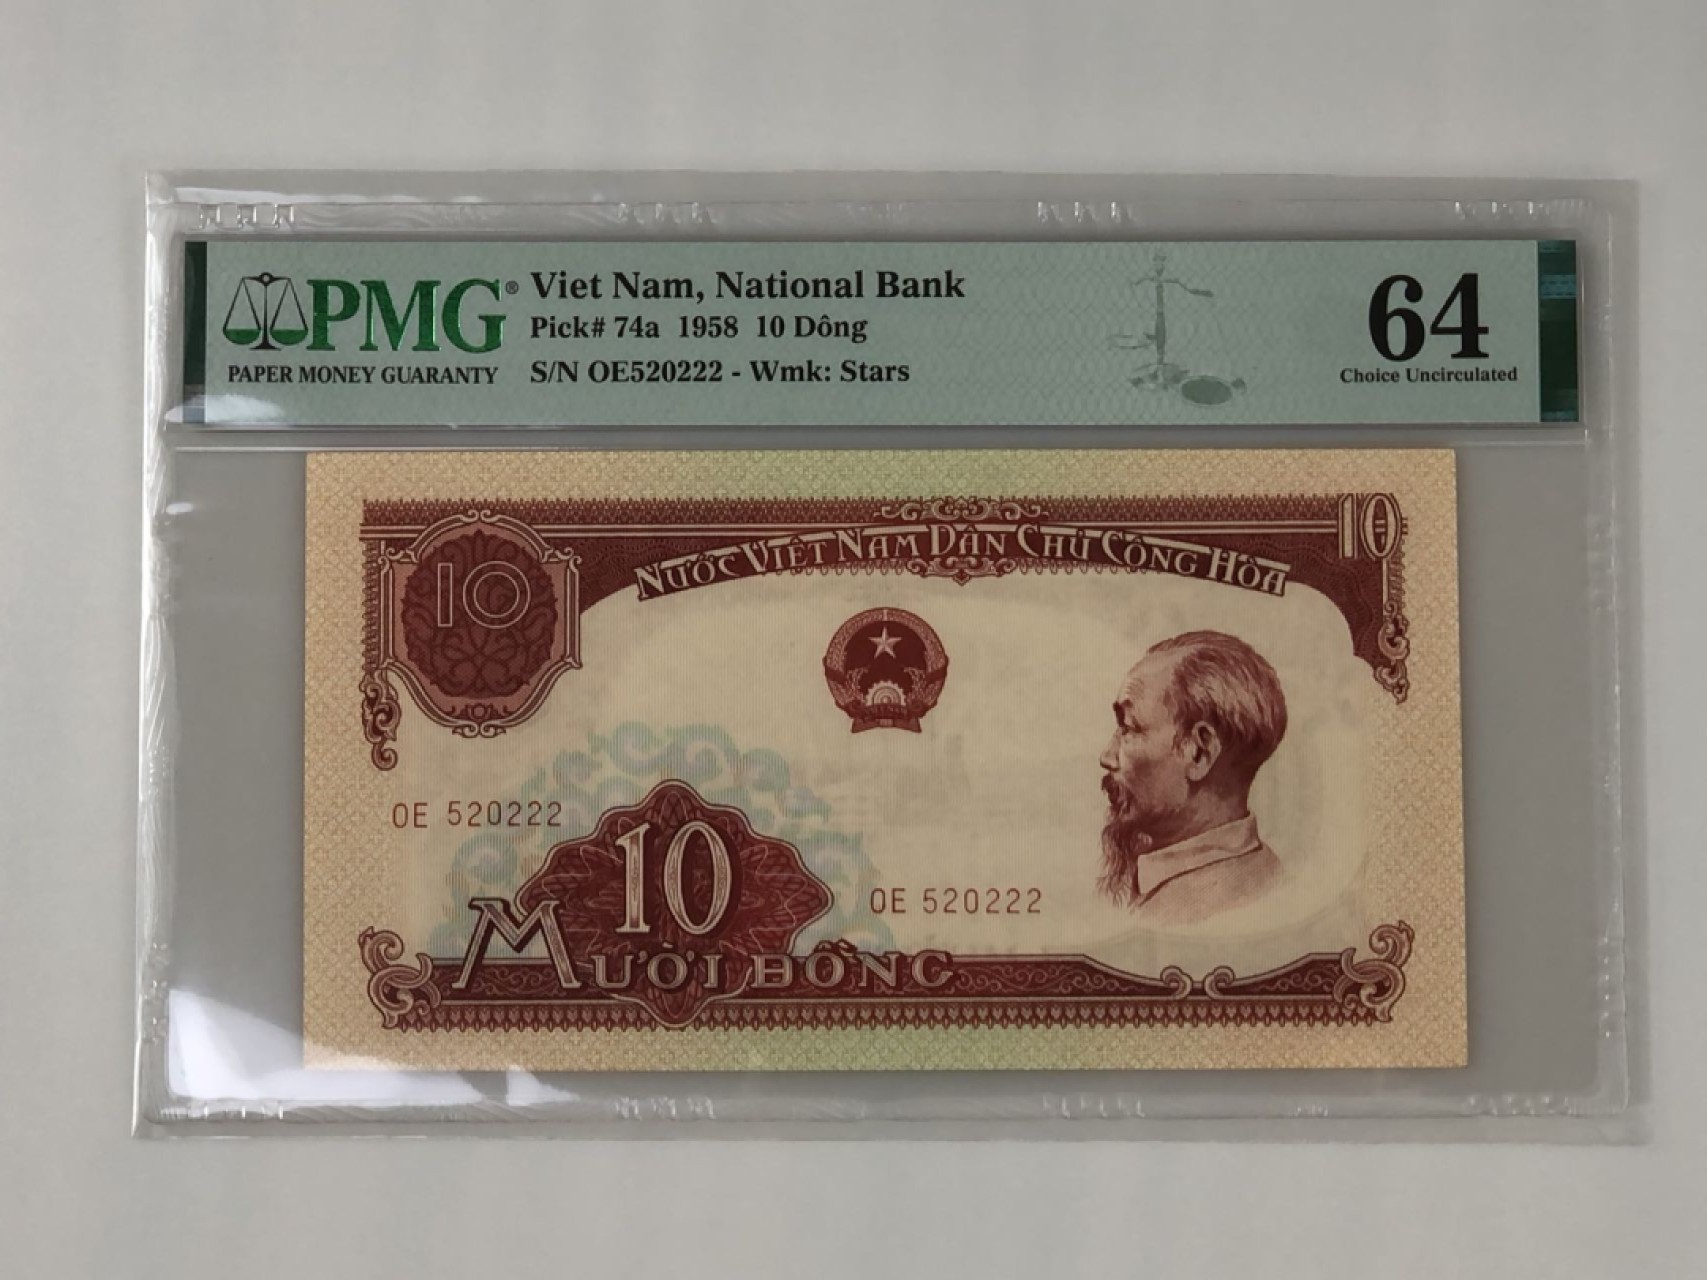 PMG®
PAPER MONEY GUARANTY
Viet Nam, National Bank
Pick# 74a 1958 10 Dông
S/N OE520222 - Wmk: Stars
64
Choice Uncirculated
10
NƯỚC VIỆT NAM DÂN CHỦ CỘNG HÒA
10
OE 520222
10
OE 520222
MƯỜI ĐỒNG